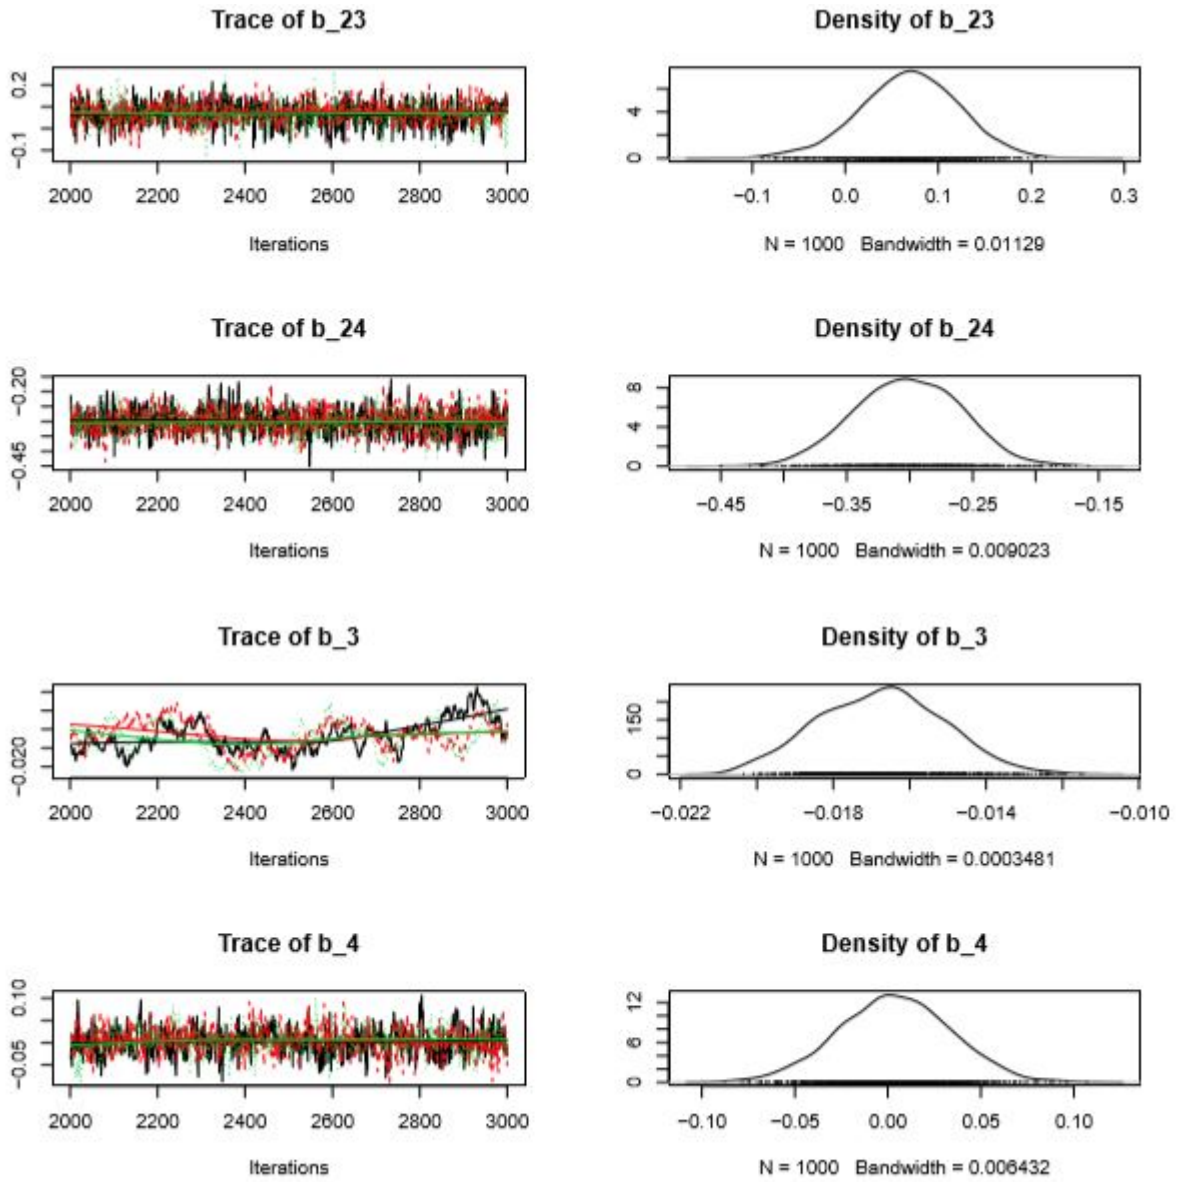 Trace of b_23
0.2
−0.1
2000 2200 2400 2600 2800 3000
Iterations
Density of b_23
4
0
−0.1 0.0 0.1 0.2 0.3
N = 1000 Bandwidth = 0.01129
Trace of b_24
−0.20
−0.45
2000 2200 2400 2600 2800 3000
Iterations
Density of b_24
8
4
0
−0.45 −0.35 −0.25 −0.15
N = 1000 Bandwidth = 0.009023
Trace of b_3
−0.020
2000 2200 2400 2600 2800 3000
Iterations
Density of b_3
150
0
−0.022 −0.018 −0.014 −0.010
N = 1000 Bandwidth = 0.0003481
Trace of b_4
0.10
−0.05
2000 2200 2400 2600 2800 3000
Iterations
Density of b_4
12
6
0
−0.10 −0.05 0.00 0.05 0.10
N = 1000 Bandwidth = 0.006432